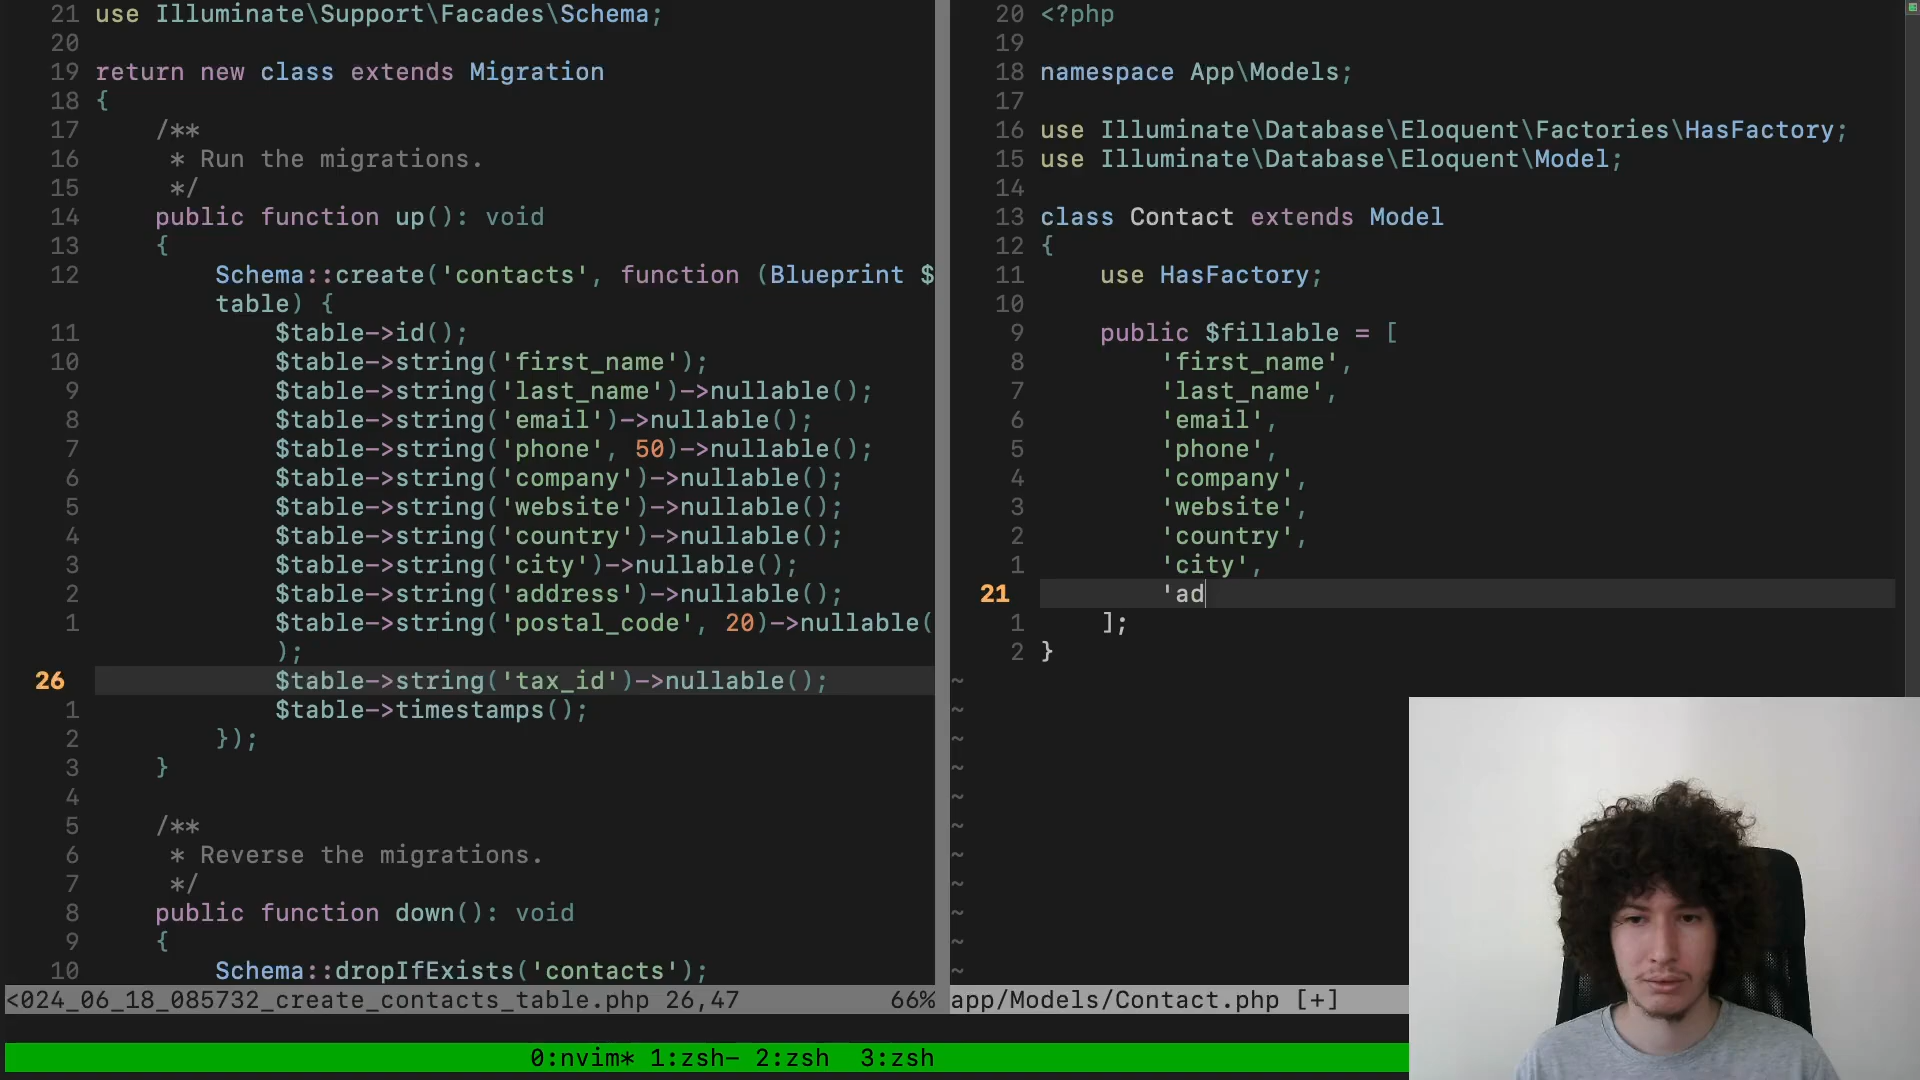 21 use Illuminate\Support\Facades\Schema;
20
19 return new class extends Migration
18 {
17 /**
16 * Run the migrations.
15 */
14 public function up(): void
13 {
12 Schema::create('contacts', function (Blueprint $
table) {
11 $table->id();
10 $table->string('first_name');
9 $table->string('last_name')->nullable();
8 $table->string('email')->nullable();
7 $table->string('phone', 50)->nullable();
6 $table->string('company')->nullable();
5 $table->string('website')->nullable();
4 $table->string('country')->nullable();
3 $table->string('city')->nullable();
2 $table->string('address')->nullable();
1 $table->string('postal_code', 20)->nullable(
);
26 $table->string('tax_id')->nullable();
1 $table->timestamps();
2 });
3 }
4
5 /**
6 * Reverse the migrations.
7 */
8 public function down(): void
9 {
10 Schema::dropIfExists('contacts');
<024_06_18_085732_create_contacts_table.php 26,47 66%
20 <?php
19
18 namespace App\Models;
17
16 use Illuminate\Database\Eloquent\Factories\HasFactory;
15 use Illuminate\Database\Eloquent\Model;
14
13 class Contact extends Model
12 {
11 use HasFactory;
10
9 public $fillable = [
8 'first_name',
7 'last_name',
6 'email',
5 'phone',
4 'company',
3 'website',
2 'country',
1 'city',
21 'ad
1 ];
2 }
~
~
~
~
~
~
~
~
~
~
~
app/Models/Contact.php [+]
0:nvim* 1:zsh- 2:zsh 3:zsh